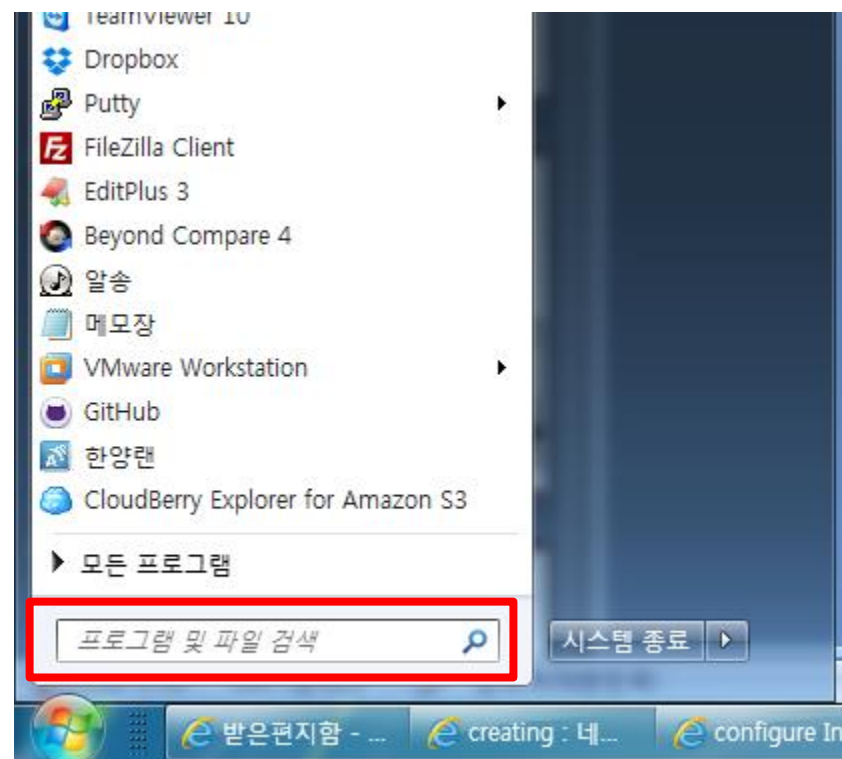 TeamViewer 10
Dropbox
Putty
FileZilla Client
EditPlus 3
Beyond Compare 4
알송
메모장
VMware Workstation
GitHub
한양랜
CloudBerry Explorer for Amazon S3
모든 프로그램
프로그램 및 파일 검색
시스템 종료
받은편지함 - ...
creating : 네...
configure In